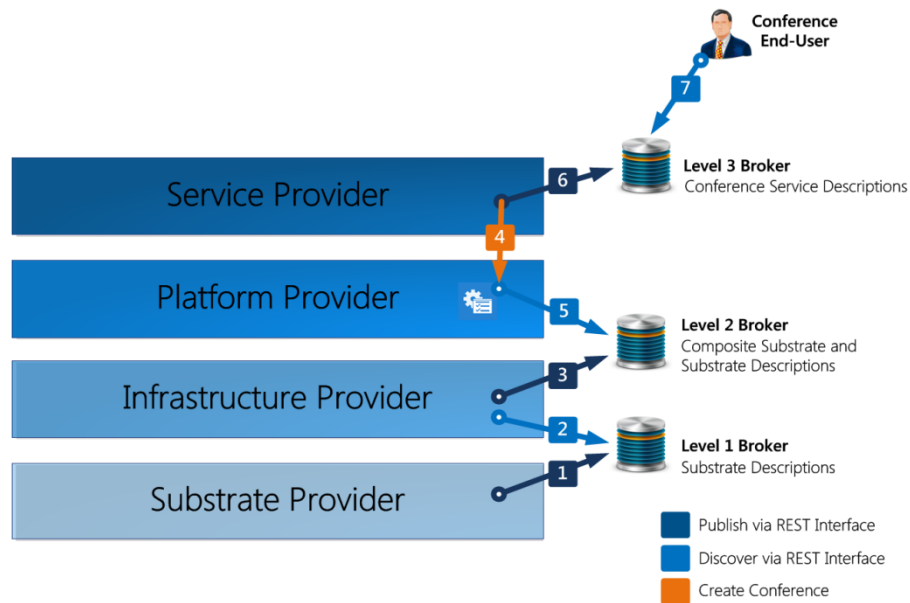 Conference
End-User
7
Level 3 Broker
Conference Service Descriptions
6
Service Provider
4
Platform Provider
5
Level 2 Broker
Composite Substrate and
Substrate Descriptions
3
Infrastructure Provider
2
Level 1 Broker
Substrate Descriptions
1
Substrate Provider
Publish via REST Interface
Discover via REST Interface
Create Conference